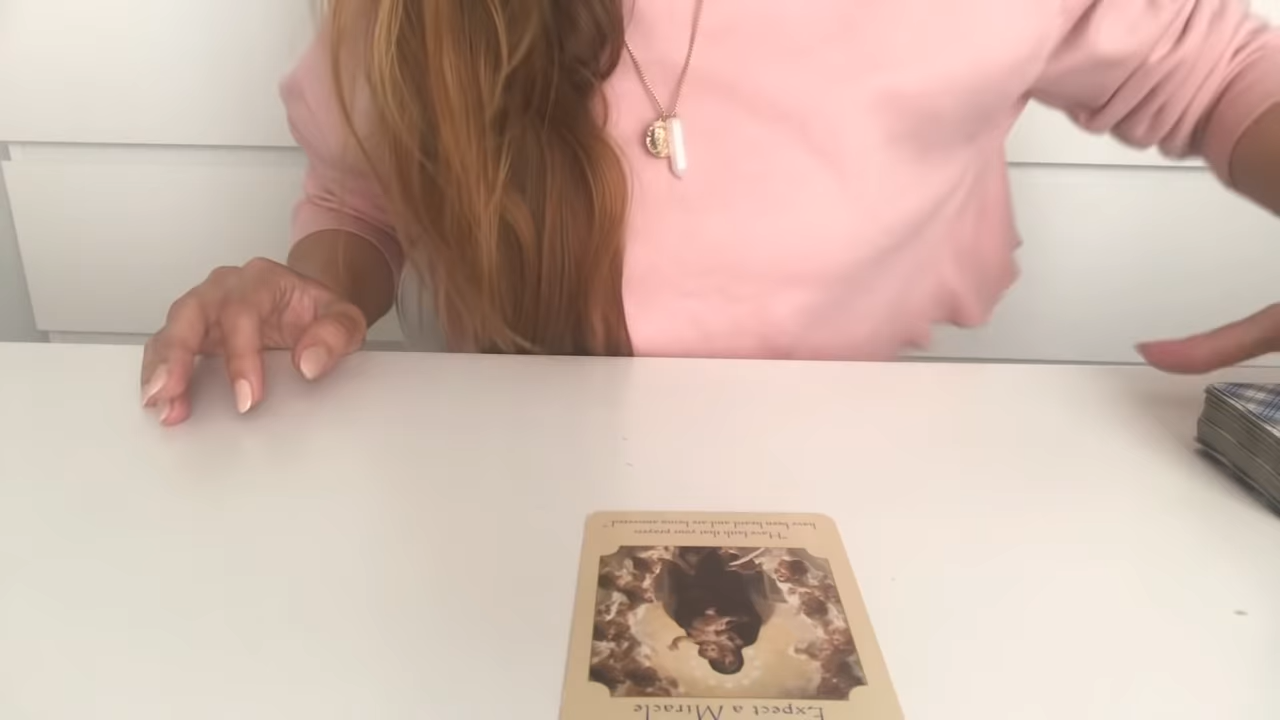 Expect a Miracle
"Have faith that your prayers
have been heard and are being answered."